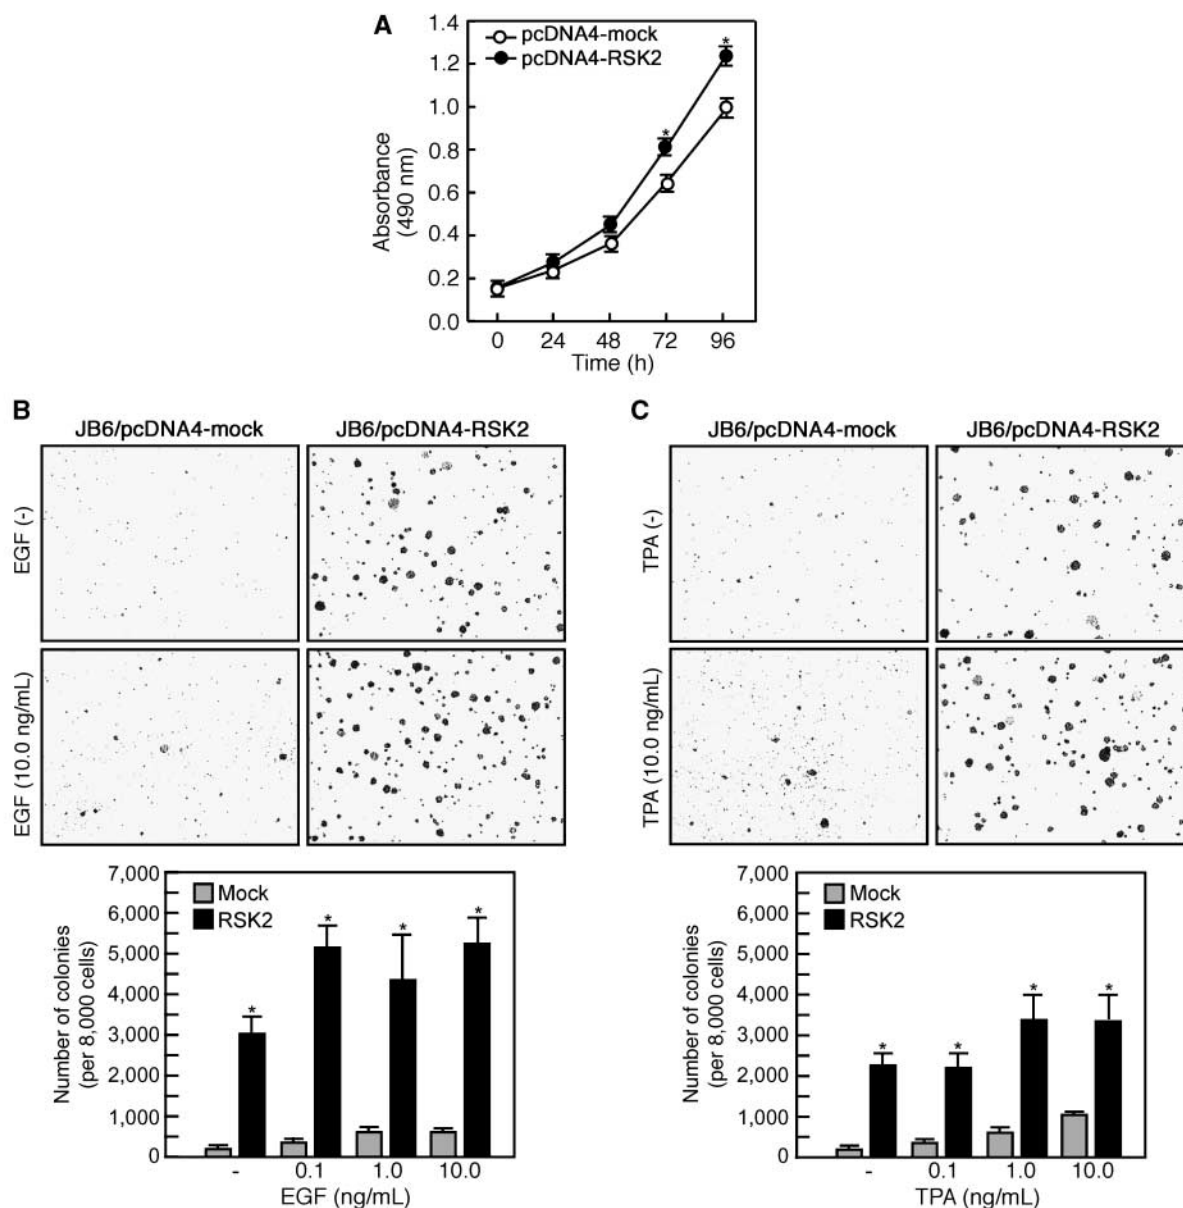 A
1.4
1.2
1.0
0.8
0.6
0.4
0.2
0.0
pcDNA4-mock
pcDNA4-RSK2
*
*
Absorbance
(490 nm)
0 24 48 72 96
Time (h)
B
JB6/pcDNA4-mock JB6/pcDNA4-RSK2
EGF (-)
EGF (10.0 ng/mL)
7,000
6,000
5,000
4,000
3,000
2,000
1,000
0
Mock
RSK2
* * * *
Number of colonies
(per 8,000 cells)
- 0.1 1.0 10.0
EGF (ng/mL)
C
JB6/pcDNA4-mock JB6/pcDNA4-RSK2
TPA (-)
TPA (10.0 ng/mL)
7,000
6,000
5,000
4,000
3,000
2,000
1,000
0
Mock
RSK2
* * * *
Number of colonies
(per 8,000 cells)
- 0.1 1.0 10.0
TPA (ng/mL)